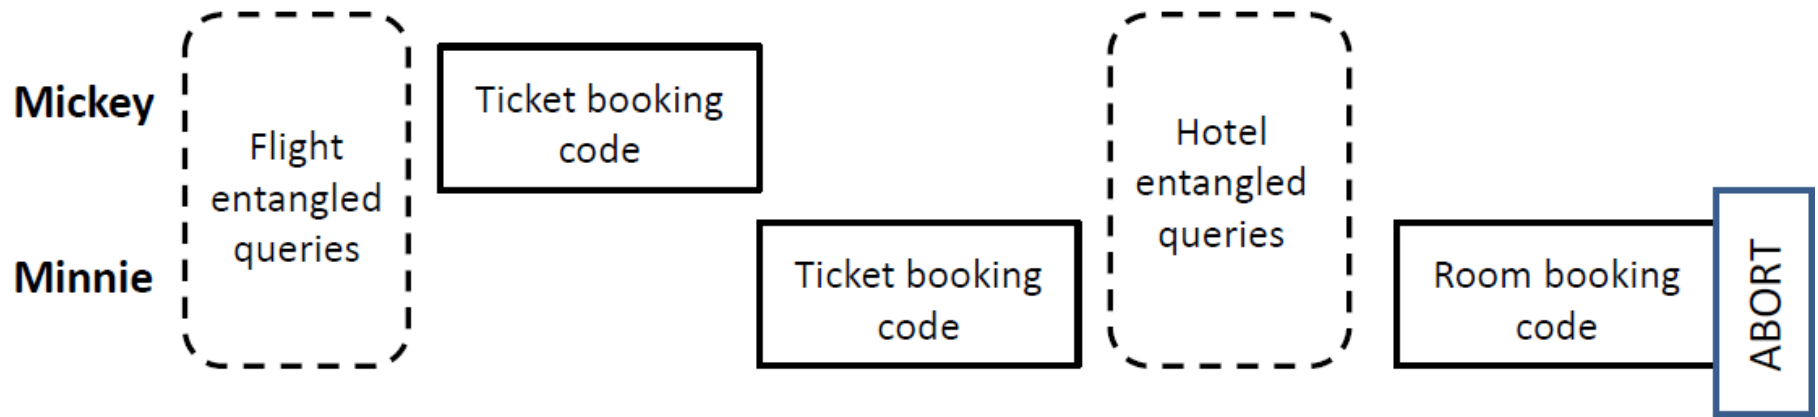 Mickey
Minnie
Flight
entangled
queries
Ticket booking
code
Ticket booking
code
Hotel
entangled
queries
Room booking
code
ABORT